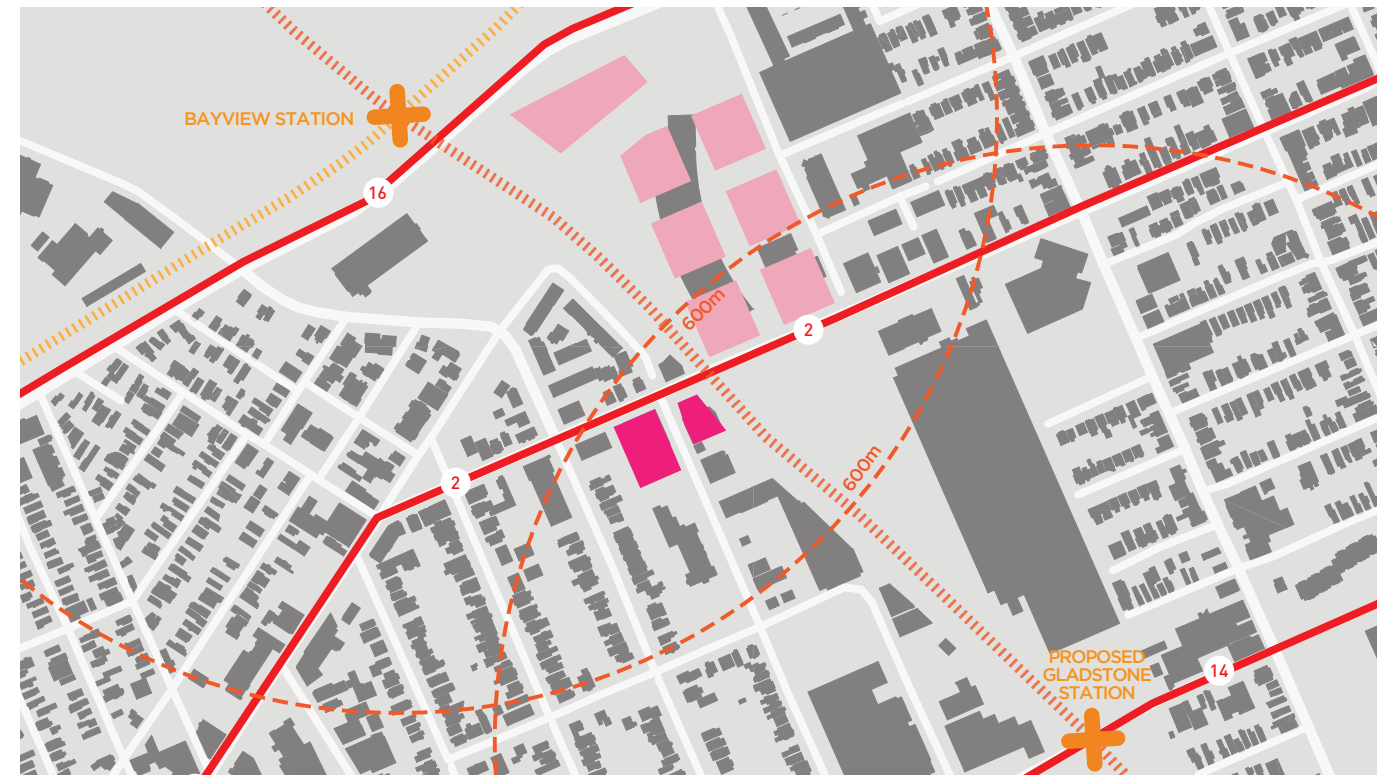 BAYVIEW STATION
16
600m
2
600m
2
PROPOSED
GLADSTONE
STATION
14